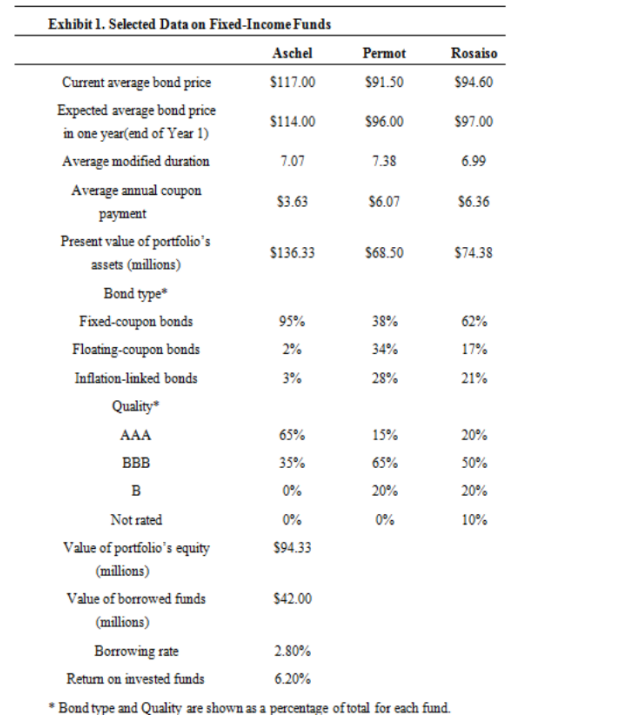 Exhibit 1. Selected Data on Fixed-Income Funds
Aschel Permot Rosaiso
Current average bond price $117.00 $91.50 $94.60
Expected average bond price
in one year(end of Year 1) $114.00 $96.00 $97.00
Average modified duration 7.07 7.38 6.99
Average annual coupon
payment $3.63 $6.07 $6.36
Present value of portfolio's
assets (millions) $136.33 $68.50 $74.38
Bond type*
Fixed-coupon bonds 95% 38% 62%
Floating-coupon bonds 2% 34% 17%
Inflation-linked bonds 3% 28% 21%
Quality*
AAA 65% 15% 20%
BBB 35% 65% 50%
B 0% 20% 20%
Not rated 0% 0% 10%
Value of portfolio's equity $94.33
(millions)
Value of borrowed funds $42.00
(millions)
Borrowing rate 2.80%
Return on invested funds 6.20%
* Bond type and Quality are shown as a percentage of total for each fund.